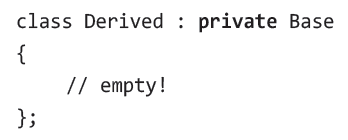 class Derived : private Base
{
    // empty!
};